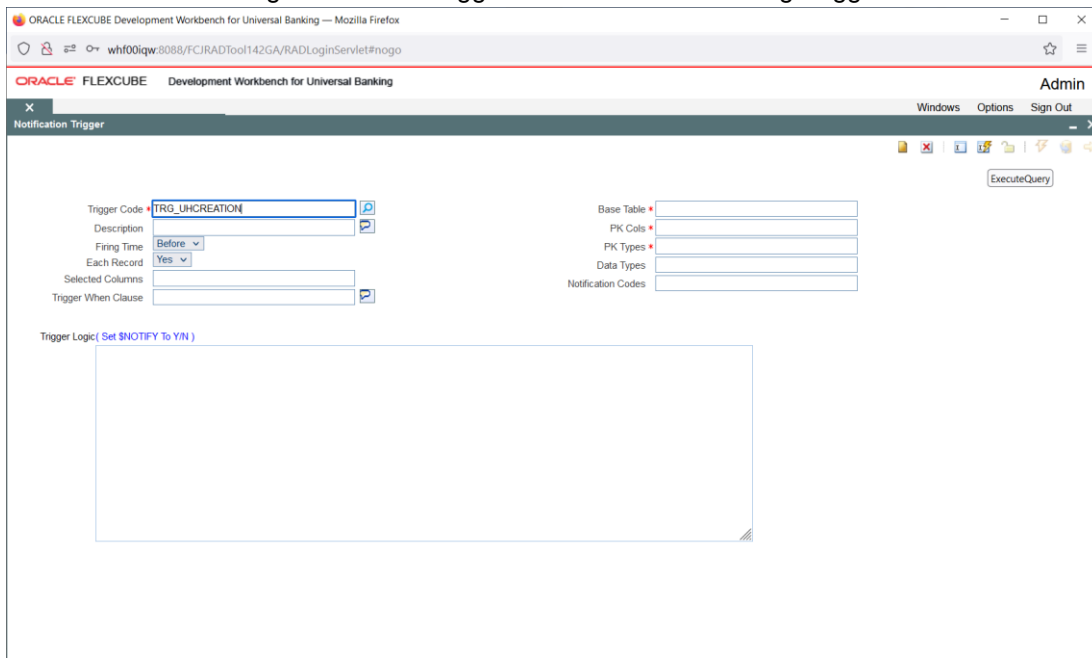 ORACLE FLEXCUBE Development Workbench for Universal Banking — Mozilla Firefox
whf00iqw:8088/FCJRADTool142GA/RADLoginServlet#nogo
ORACLE FLEXCUBE Development Workbench for Universal Banking Admin
Windows Options Sign Out
Notification Trigger
ExecuteQuery
Trigger Code * TRG_UHCREATION Base Table *
Description PK Cols *
Firing Time Before PK Types *
Each Record Yes Data Types
Selected Columns Notification Codes
Trigger When Clause
Trigger Logic( Set $NOTIFY To Y/N )